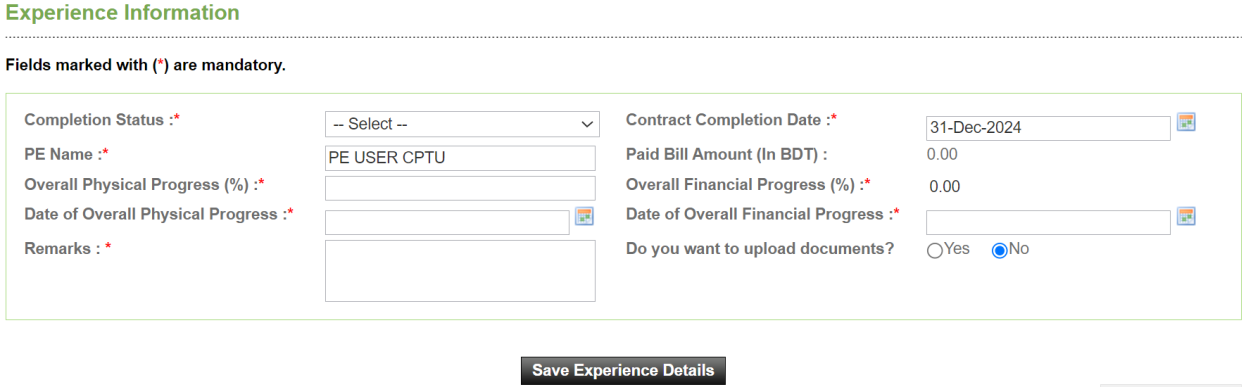 Experience Information
Fields marked with (*) are mandatory.
Completion Status :* -- Select -- Contract Completion Date :* 31-Dec-2024
PE Name :* PE USER CPTU Paid Bill Amount (In BDT) : 0.00
Overall Physical Progress (%) :* Overall Financial Progress (%) :* 0.00
Date of Overall Physical Progress :* Date of Overall Financial Progress :*
Remarks : * Do you want to upload documents? Yes No
Save Experience Details